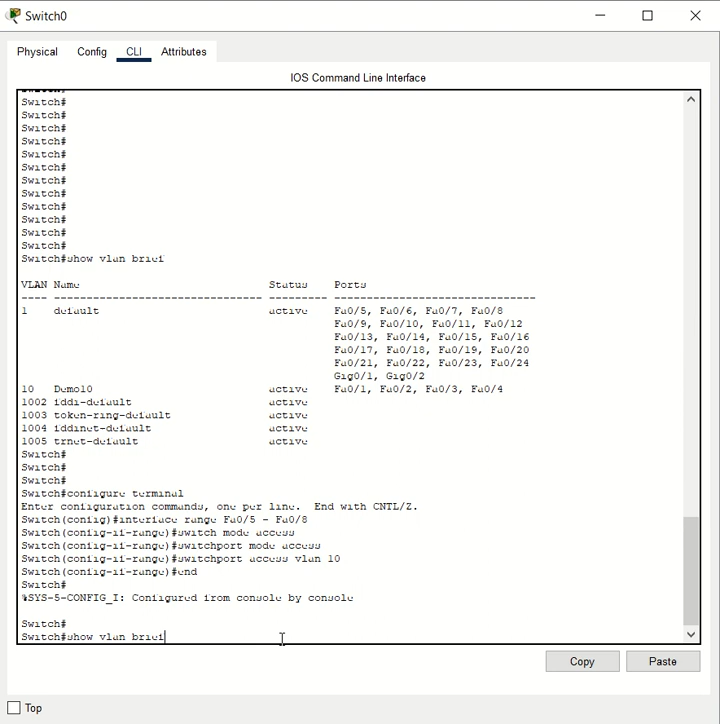 Switch0
Physical
Config
CLI
Attributes
IOS Command Line Interface
Switch#
Switch#
Switch#
Switch#
Switch#
Switch#
Switch#
Switch#
Switch#
Switch#
Switch#
Switch#
Switch#
Switch#show vlan brief
VLAN Name Status Ports
---- -------------------------------- --------- -------------------------------
1 default active Fa0/5, Fa0/6, Fa0/7, Fa0/8
Fa0/9, Fa0/10, Fa0/11, Fa0/12
Fa0/13, Fa0/14, Fa0/15, Fa0/16
Fa0/17, Fa0/18, Fa0/19, Fa0/20
Fa0/21, Fa0/22, Fa0/23, Fa0/24
Gig0/1, Gig0/2
10 Demo10 active Fa0/1, Fa0/2, Fa0/3, Fa0/4
1002 fddi-default active
1003 token-ring-default active
1004 fddinet-default active
1005 trnet-default active
Switch#
Switch#
Switch#
Switch#configure terminal
Enter configuration commands, one per line. End with CNTL/Z.
Switch(config)#interface range Fa0/5 - Fa0/8
Switch(config-if-range)#switch mode access
Switch(config-if-range)#switchport mode access
Switch(config-if-range)#switchport access vlan 10
Switch(config-if-range)#end
Switch#
%SYS-5-CONFIG_I: Configured from console by console
Switch#
Switch#show vlan brief
Copy
Paste
Top